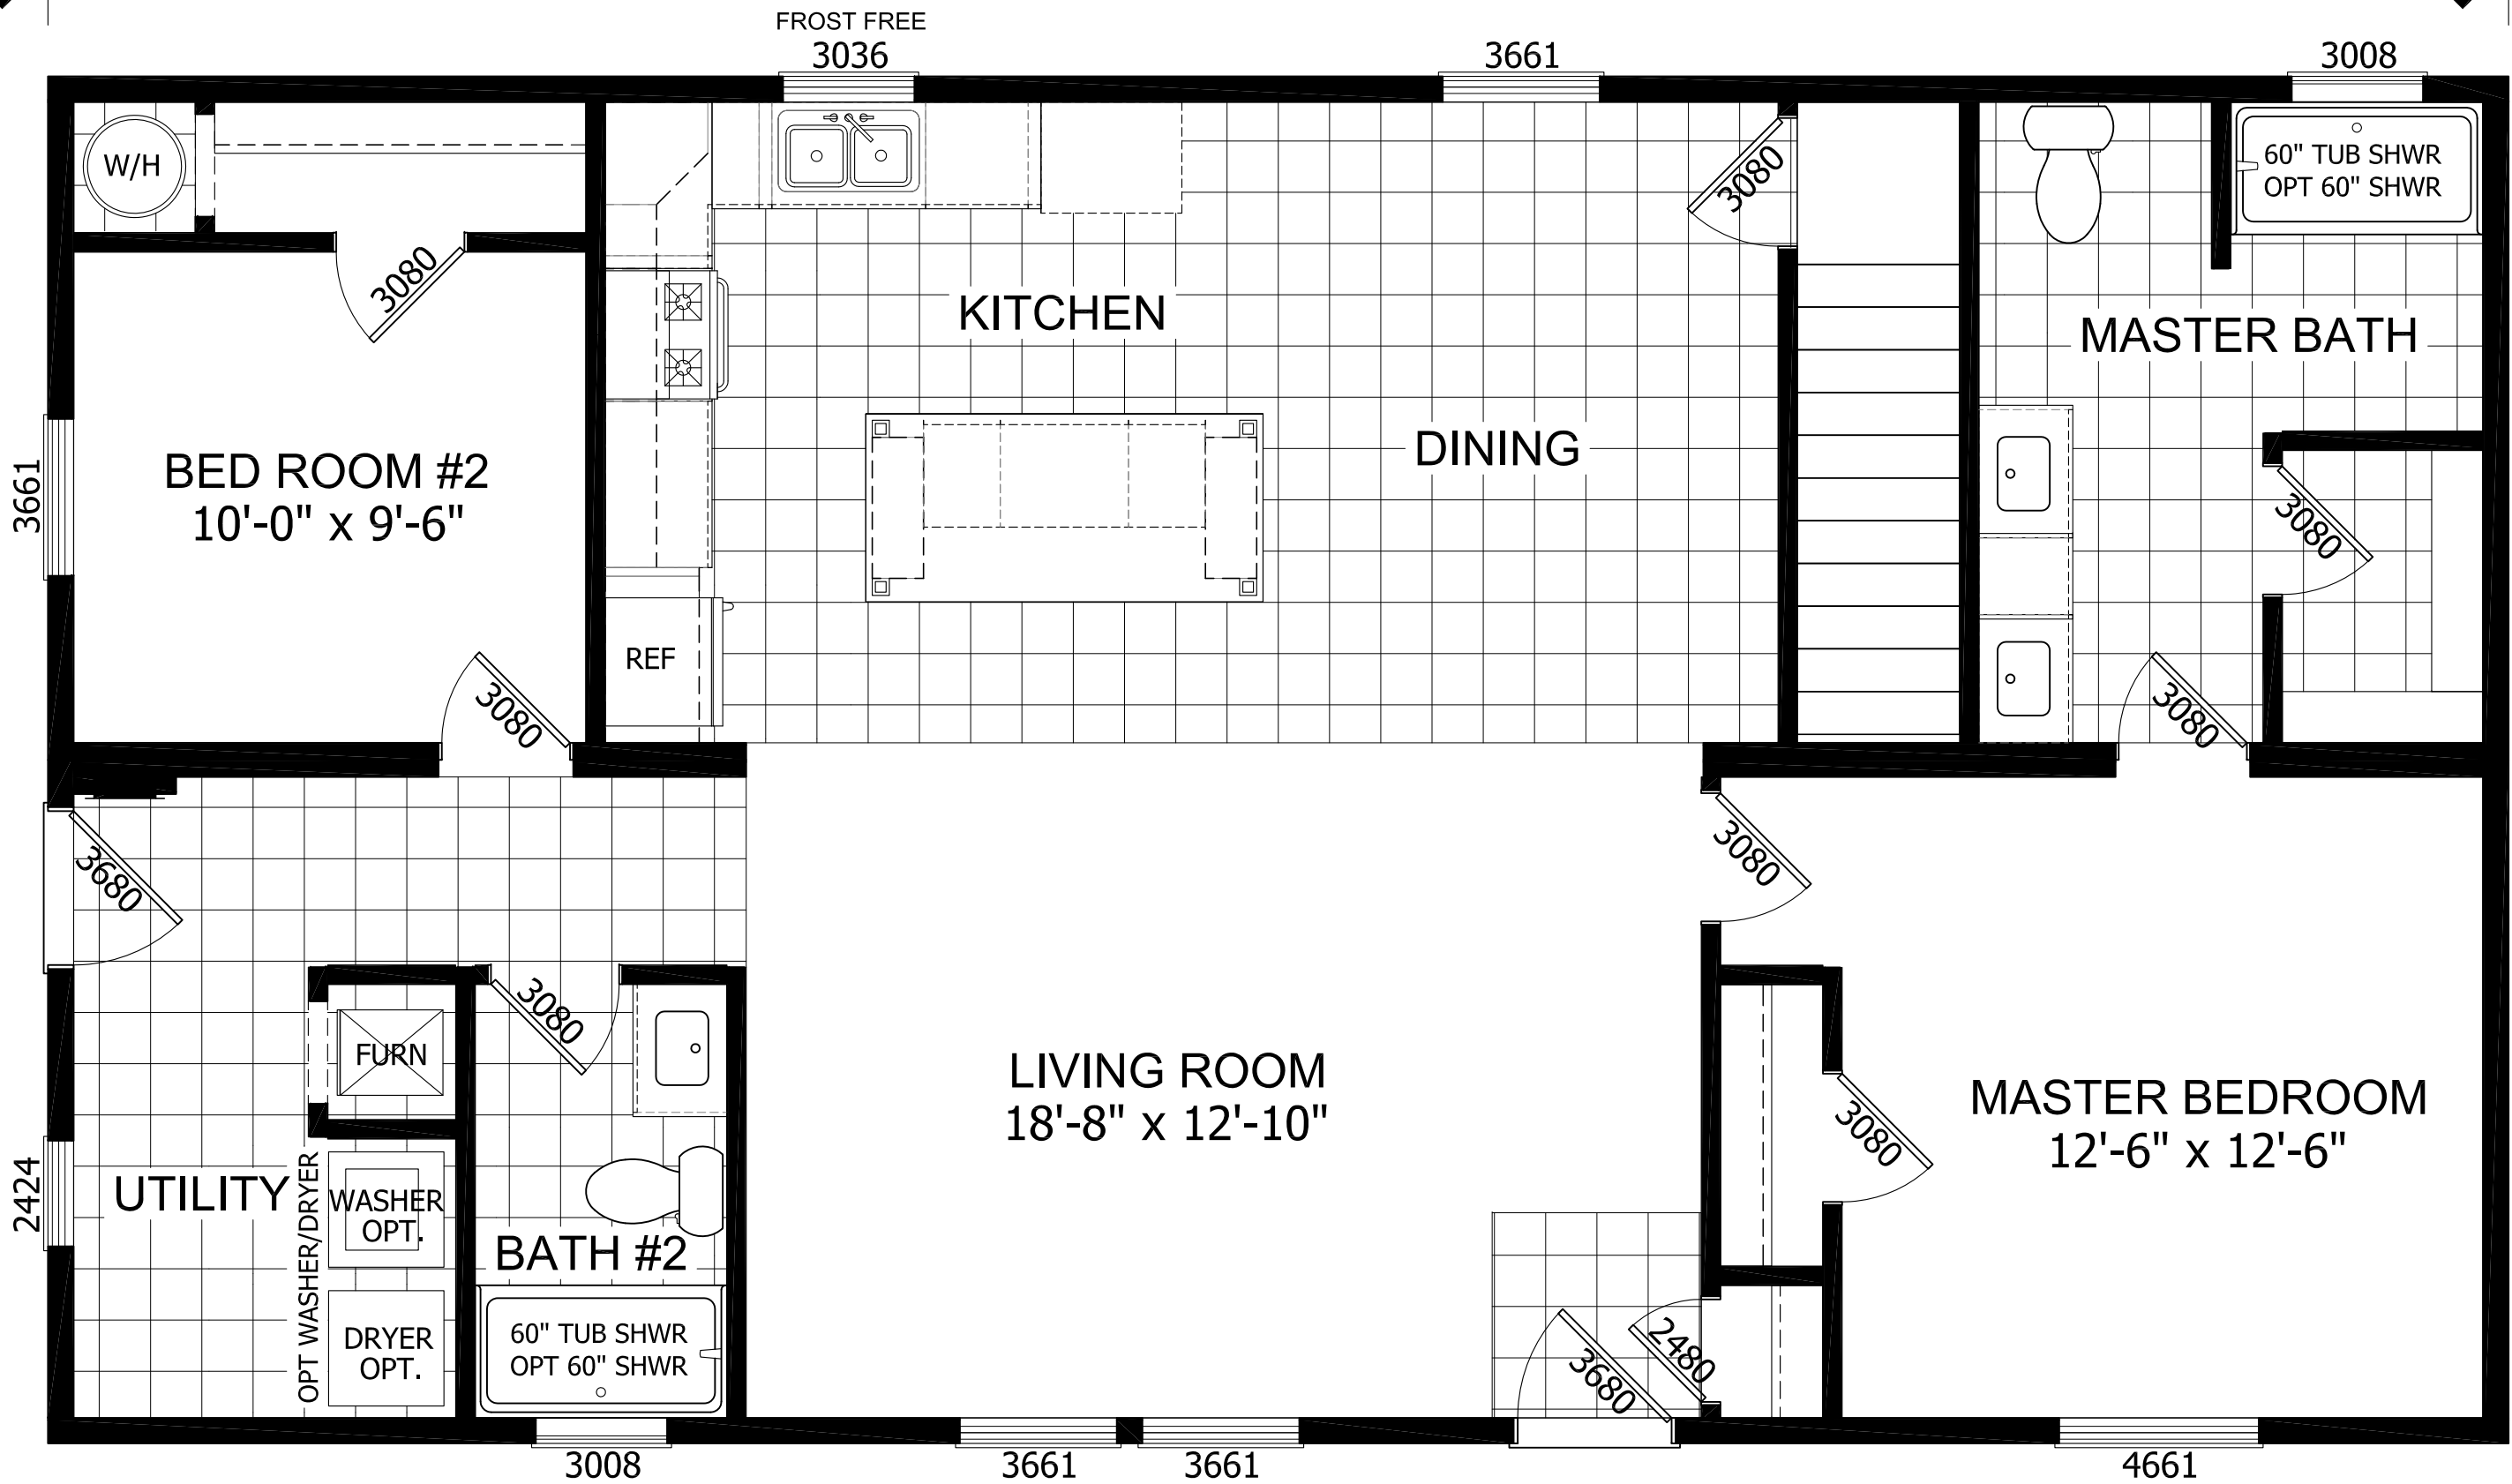 FROST FREE
3036
3661
3008
W/H
60" TUB SHWR
OPT 60" SHWR
3080
3080
KITCHEN
MASTER BATH
DINING
BED ROOM #2
10'-0" x 9'-6"
3661
3080
REF
3080
3080
3680
3080
3080
FURN
LIVING ROOM
18'-8" x 12'-10"
MASTER BEDROOM
12'-6" x 12'-6"
3080
2424
UTILITY
OPT WASHER/DRYER
WASHER
OPT.
BATH #2
DRYER
OPT.
60" TUB SHWR
OPT 60" SHWR
2480
3680
3008
3661
3661
4661